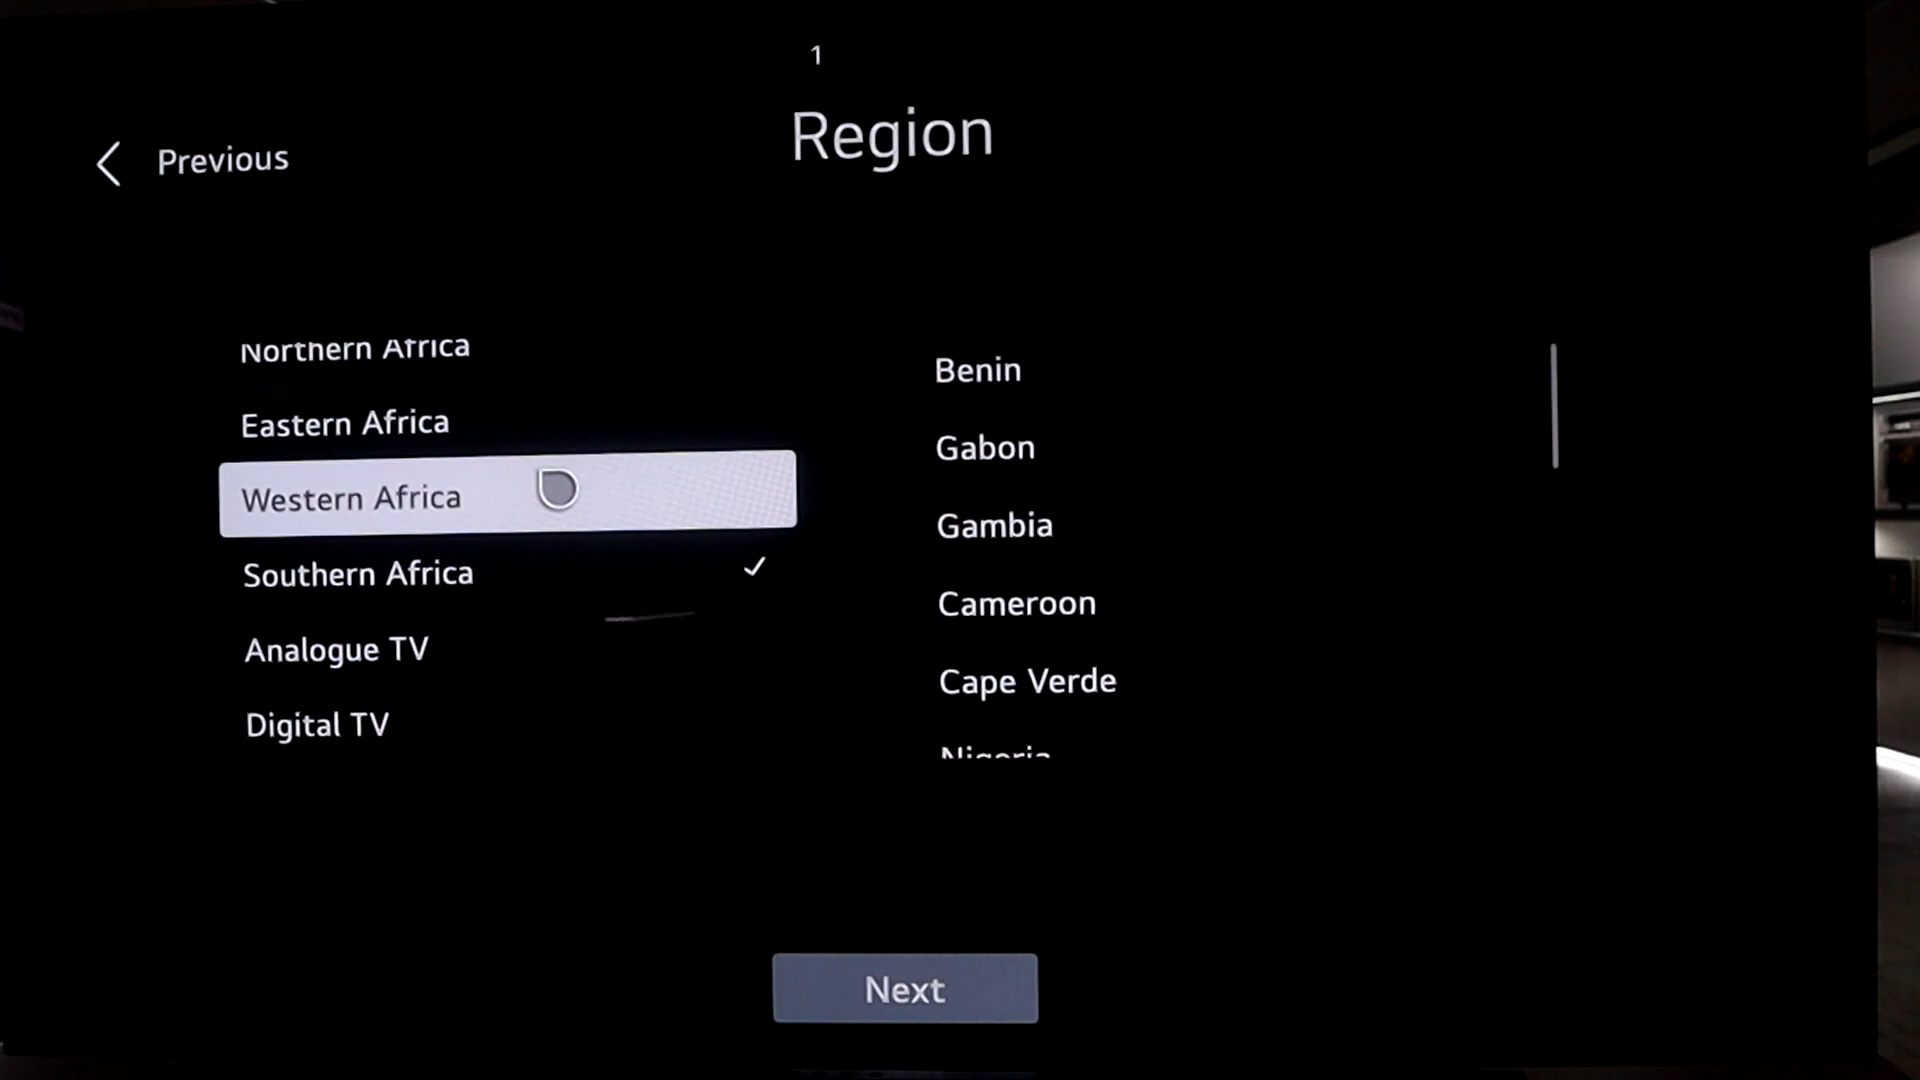 1
Region
Previous
Northern Africa
Eastern Africa
Western Africa
Southern Africa
Analogue TV
Digital TV
Benin
Gabon
Gambia
Cameroon
Cape Verde
Nigeria
Next